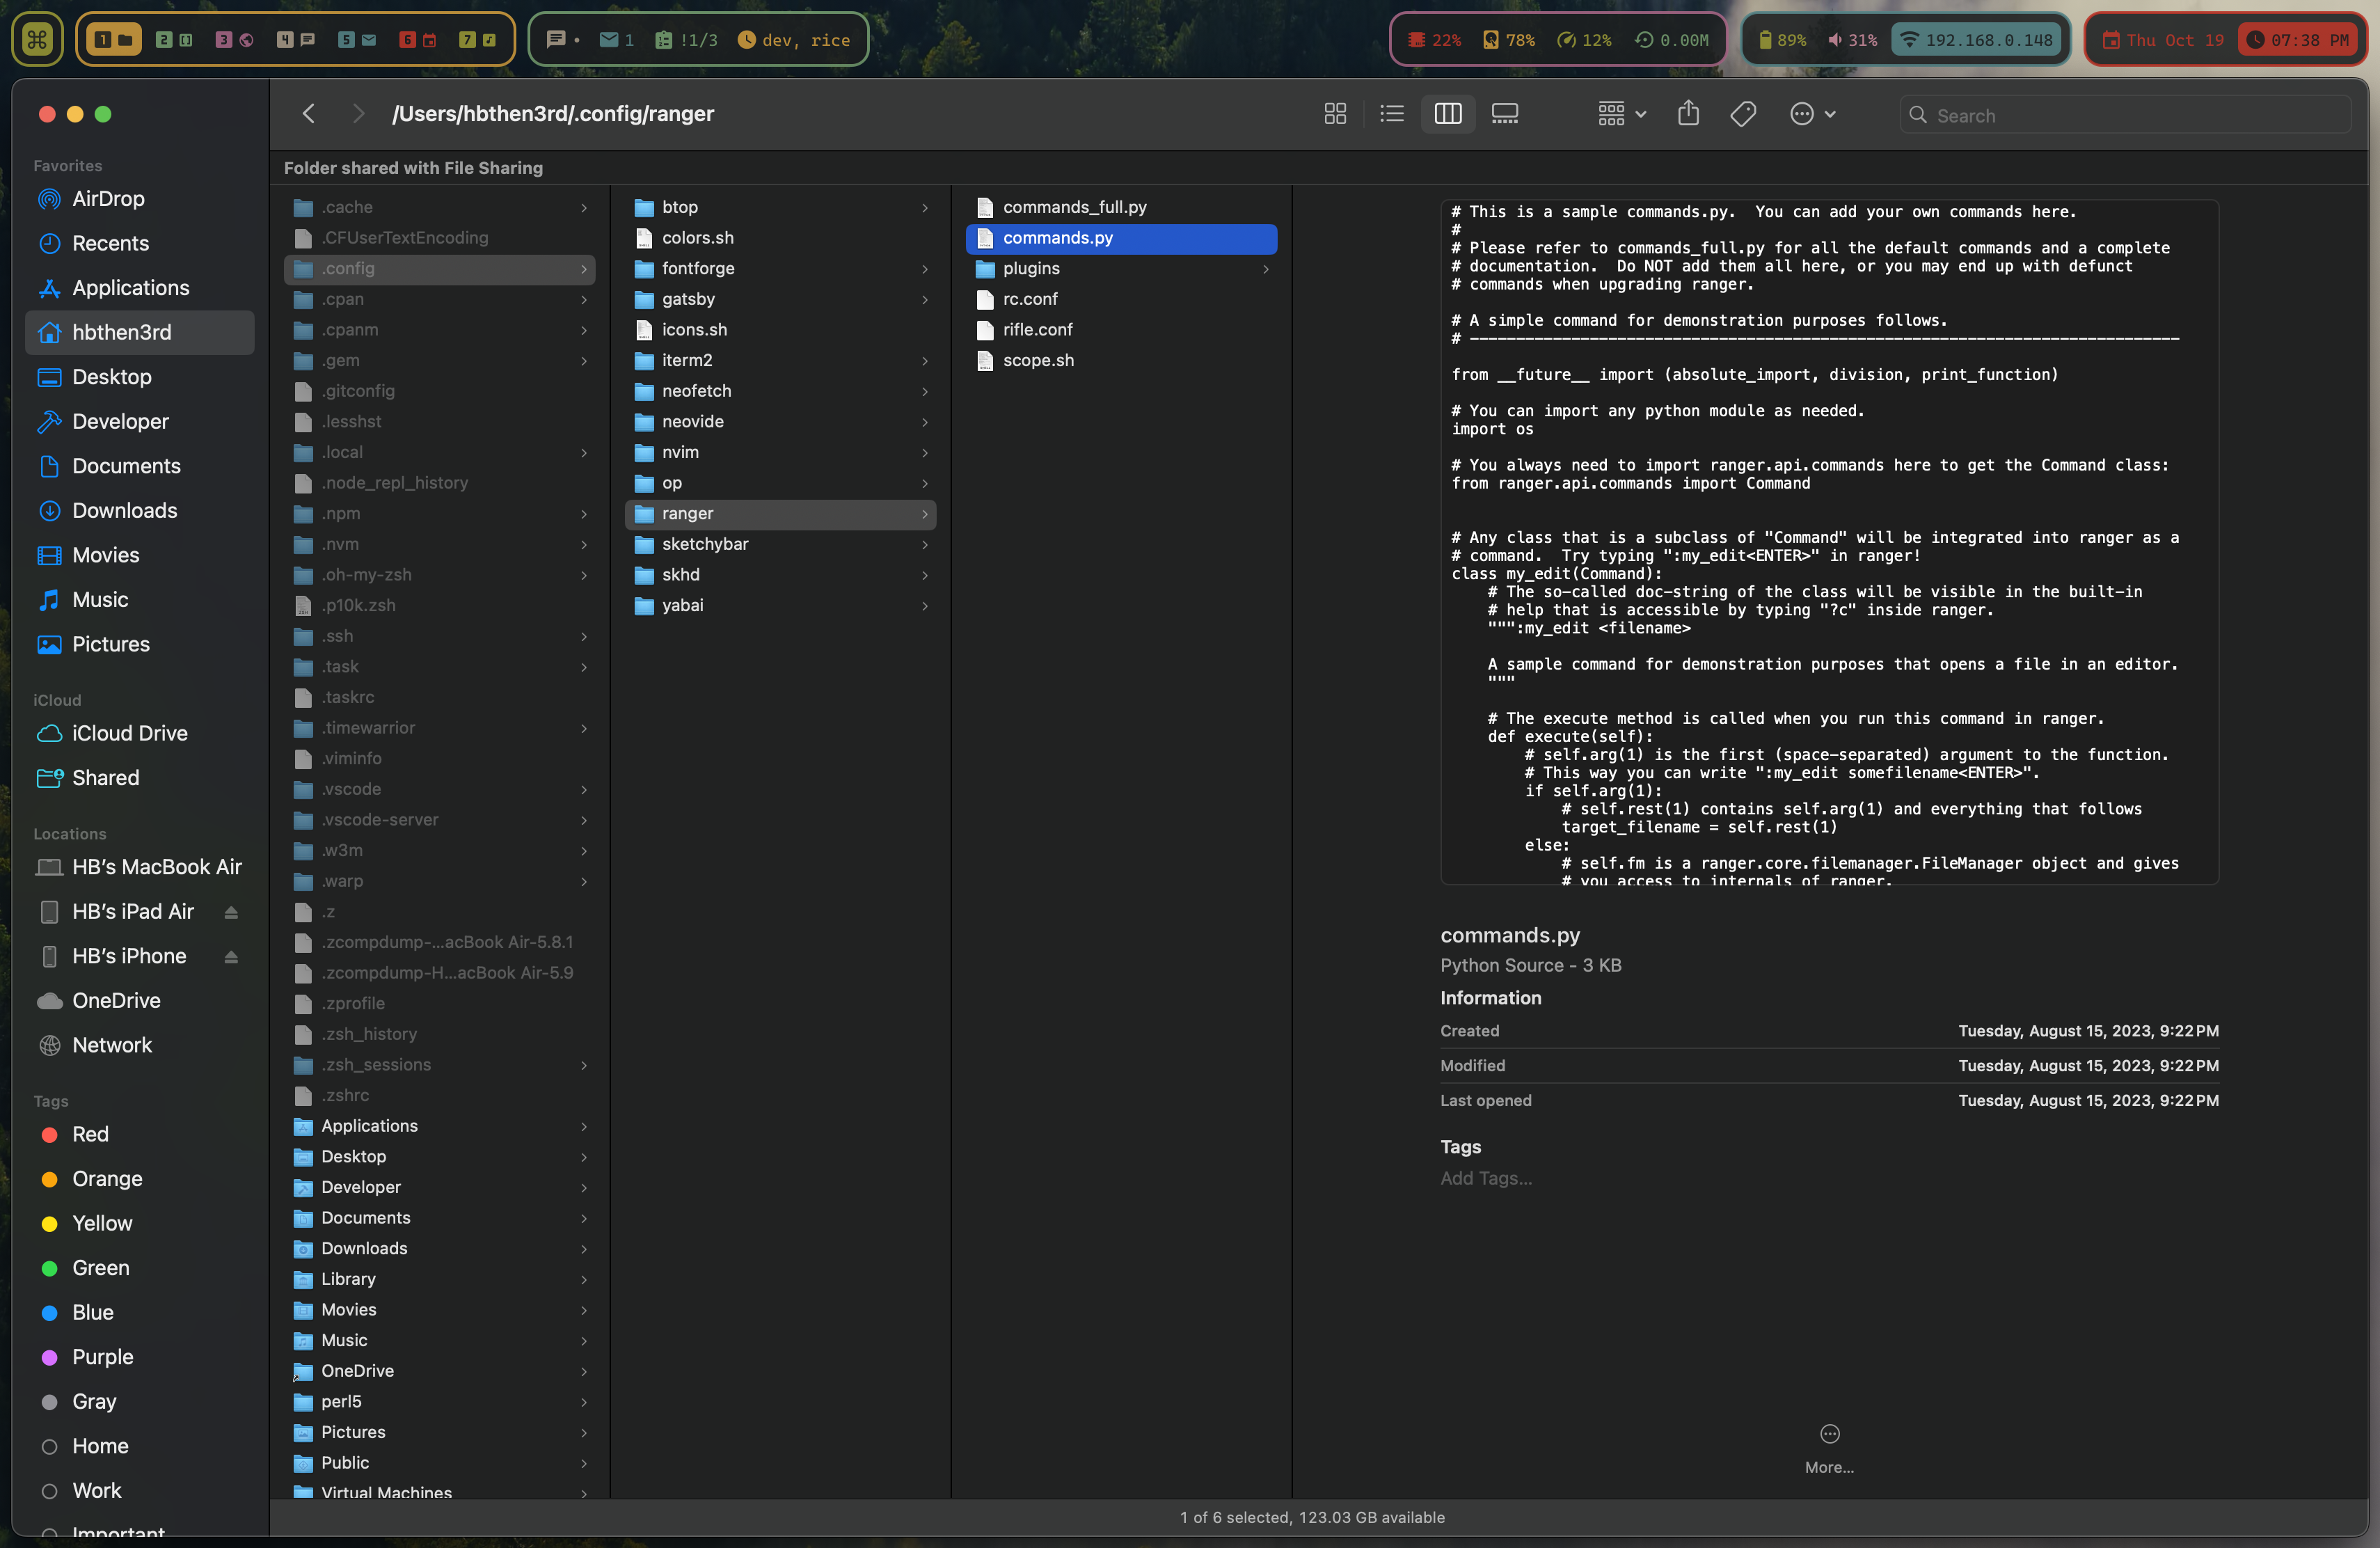 1
2
3
4
5
6
7
1
!1/3
dev, rice
22%
78%
12%
0.00M
89%
31%
192.168.0.148
Thu Oct 19
07:38 PM
/Users/hbthen3rd/.config/ranger
Search
Folder shared with File Sharing
Favorites
AirDrop
Recents
Applications
hbthen3rd
Desktop
Developer
Documents
Downloads
Movies
Music
Pictures
iCloud
iCloud Drive
Shared
Locations
HB's MacBook Air
HB's iPad Air
HB's iPhone
OneDrive
Network
Tags
Red
Orange
Yellow
Green
Blue
Purple
Gray
Home
Work
Important
.cache
.CFUserTextEncoding
.config
.cpan
.cpanm
.gem
.gitconfig
.lesshst
.local
.node_repl_history
.npm
.nvm
.oh-my-zsh
.p10k.zsh
.ssh
.task
.taskrc
.timewarrior
.viminfo
.vscode
.vscode-server
.w3m
.warp
.z
.zcompdump-...acBook Air-5.8.1
.zcompdump-H...acBook Air-5.9
.zprofile
.zsh_history
.zsh_sessions
.zshrc
Applications
Desktop
Developer
Documents
Downloads
Library
Movies
Music
OneDrive
perl5
Pictures
Public
Virtual Machines
btop
colors.sh
fontforge
gatsby
icons.sh
iterm2
neofetch
neovide
nvim
op
ranger
sketchybar
skhd
yabai
commands_full.py
commands.py
plugins
rc.conf
rifle.conf
scope.sh
# This is a sample commands.py.  You can add your own commands here.
#
# Please refer to commands_full.py for all the default commands and a complete
# documentation.  Do NOT add them all here, or you may end up with defunct
# commands when upgrading ranger.
# A simple command for demonstration purposes follows.
# -----------------------------------------------------------------------------
from __future__ import (absolute_import, division, print_function)
# You can import any python module as needed.
import os
# You always need to import ranger.api.commands here to get the Command class:
from ranger.api.commands import Command
# Any class that is a subclass of "Command" will be integrated into ranger as a
# command.  Try typing ":my_edit<ENTER>" in ranger!
class my_edit(Command):
# The so-called doc-string of the class will be visible in the built-in
# help that is accessible by typing "?c" inside ranger.
""":my_edit <filename>
A sample command for demonstration purposes that opens a file in an editor.
"""
# The execute method is called when you run this command in ranger.
def execute(self):
# self.arg(1) is the first (space-separated) argument to the function.
# This way you can write ":my_edit somefilename<ENTER>".
if self.arg(1):
# self.rest(1) contains self.arg(1) and everything that follows
target_filename = self.rest(1)
else:
# self.fm is a ranger.core.filemanager.FileManager object and gives
# you access to internals of ranger.
commands.py
Python Source - 3 KB
Information
Created Tuesday, August 15, 2023, 9:22 PM
Modified Tuesday, August 15, 2023, 9:22 PM
Last opened Tuesday, August 15, 2023, 9:22 PM
Tags
Add Tags...
More...
1 of 6 selected, 123.03 GB available